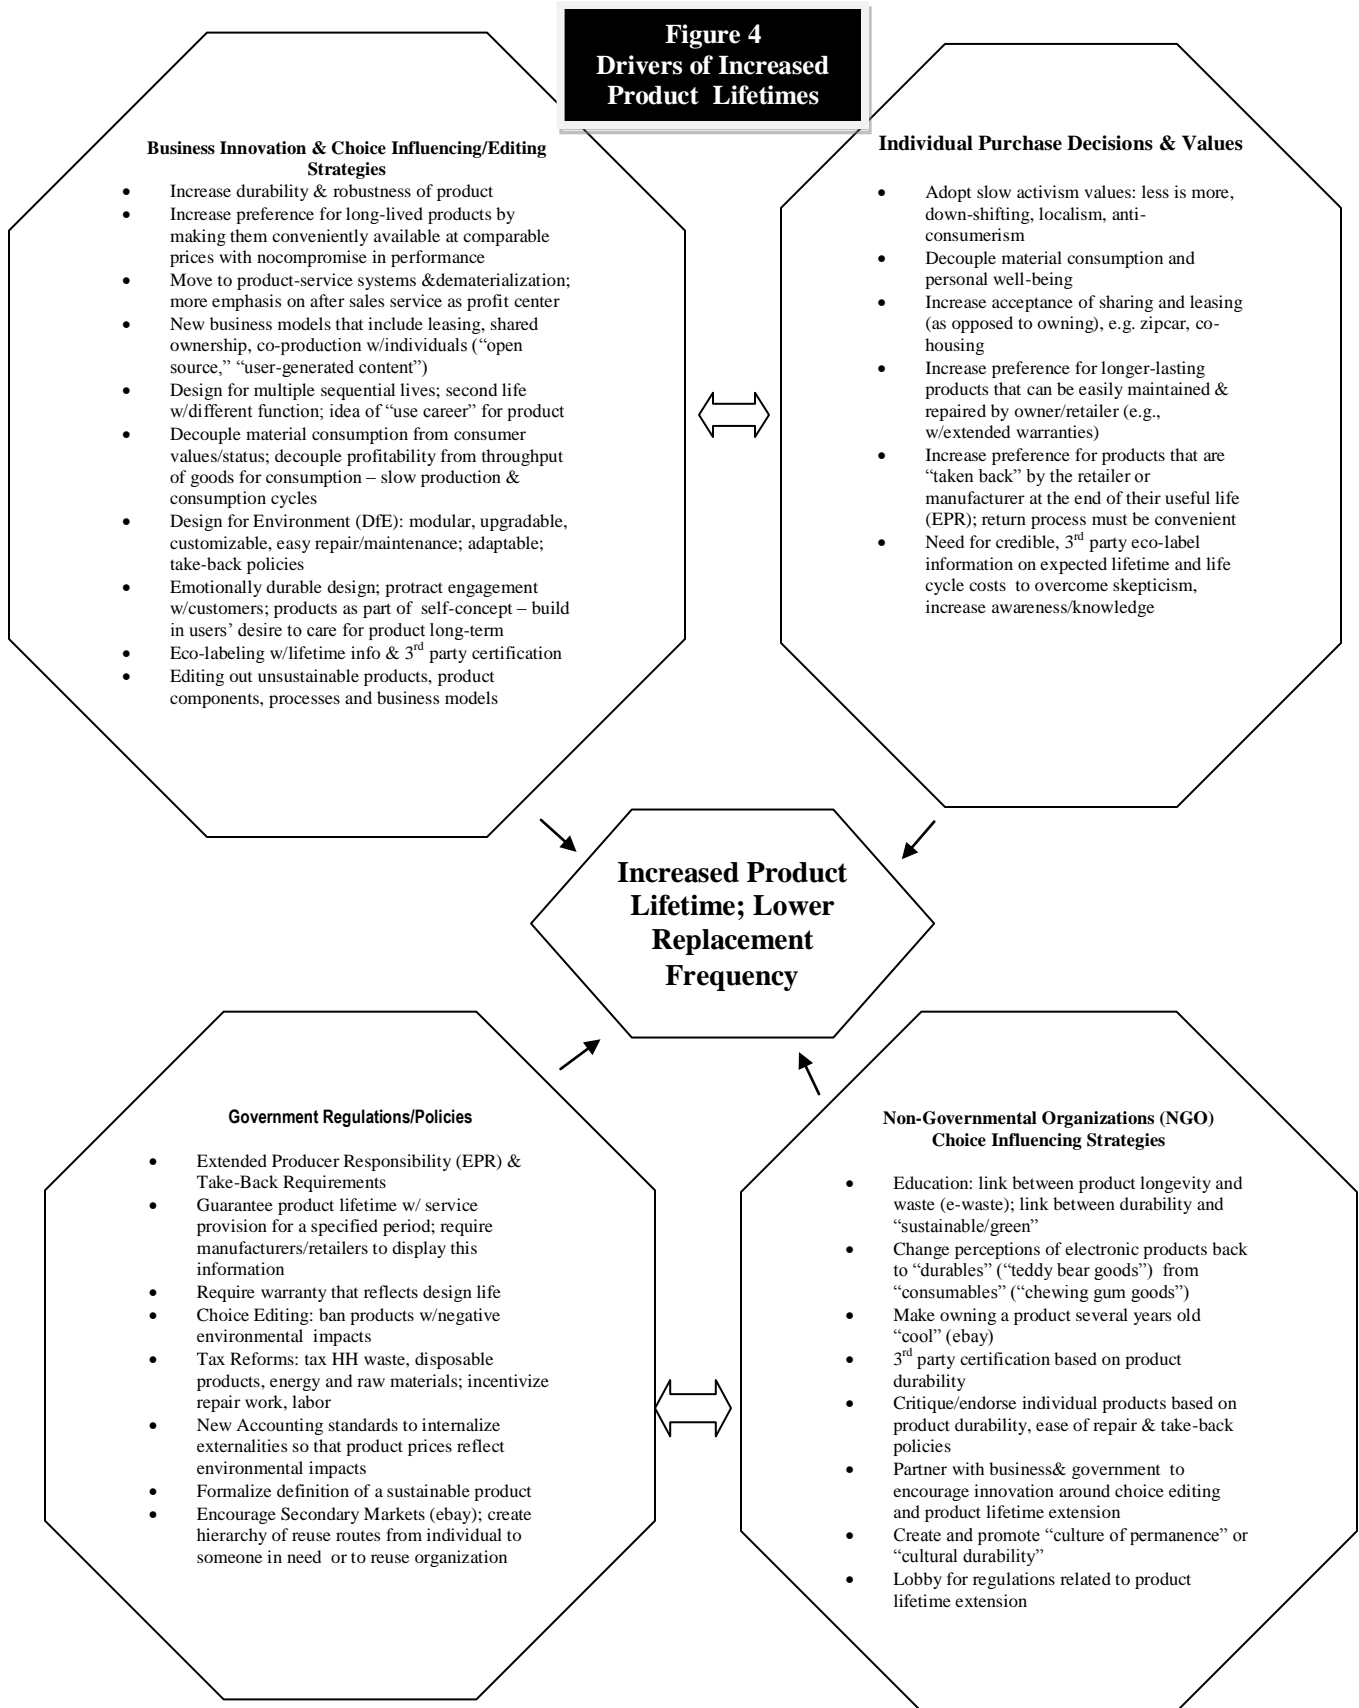 Figure 4
Drivers of Increased
Product Lifetimes
Business Innovation & Choice Influencing/Editing
Strategies
• Increase durability & robustness of product
• Increase preference for long-lived products by
making them conveniently available at comparable
prices with nocompromise in performance
• Move to product-service systems &dematerialization;
more emphasis on after sales service as profit center
• New business models that include leasing, shared
ownership, co-production w/individuals (“open
source,” “user-generated content”)
• Design for multiple sequential lives; second life
w/different function; idea of “use career” for product
• Decouple material consumption from consumer
values/status; decouple profitability from throughput
of goods for consumption – slow production &
consumption cycles
• Design for Environment (DfE): modular, upgradable,
customizable, easy repair/maintenance; adaptable;
take-back policies
• Emotionally durable design; protract engagement
w/customers; products as part of self-concept – build
in users’ desire to care for product long-term
• Eco-labeling w/lifetime info & 3rd party certification
• Editing out unsustainable products, product
components, processes and business models
Individual Purchase Decisions & Values
• Adopt slow activism values: less is more,
down-shifting, localism, anti-
consumerism
• Decouple material consumption and
personal well-being
• Increase acceptance of sharing and leasing
(as opposed to owning), e.g. zipcar, co-
housing
• Increase preference for longer-lasting
products that can be easily maintained &
repaired by owner/retailer (e.g.,
w/extended warranties)
• Increase preference for products that are
“taken back” by the retailer or
manufacturer at the end of their useful life
(EPR); return process must be convenient
• Need for credible, 3rd party eco-label
information on expected lifetime and life
cycle costs to overcome skepticism,
increase awareness/knowledge
Increased Product
Lifetime; Lower
Replacement
Frequency
Government Regulations/Policies
• Extended Producer Responsibility (EPR) &
Take-Back Requirements
• Guarantee product lifetime w/ service
provision for a specified period; require
manufacturers/retailers to display this
information
• Require warranty that reflects design life
• Choice Editing: ban products w/negative
environmental impacts
• Tax Reforms: tax HH waste, disposable
products, energy and raw materials; incentivize
repair work, labor
• New Accounting standards to internalize
externalities so that product prices reflect
environmental impacts
• Formalize definition of a sustainable product
• Encourage Secondary Markets (ebay); create
hierarchy of reuse routes from individual to
someone in need or to reuse organization
Non-Governmental Organizations (NGO)
Choice Influencing Strategies
• Education: link between product longevity and
waste (e-waste); link between durability and
“sustainable/green”
• Change perceptions of electronic products back
to “durables” (“teddy bear goods”) from
“consumables” (“chewing gum goods”)
• Make owning a product several years old
“cool” (ebay)
• 3rd party certification based on product
durability
• Critique/endorse individual products based on
product durability, ease of repair & take-back
policies
• Partner with business& government to
encourage innovation around choice editing
and product lifetime extension
• Create and promote “culture of permanence” or
“cultural durability”
• Lobby for regulations related to product
lifetime extension